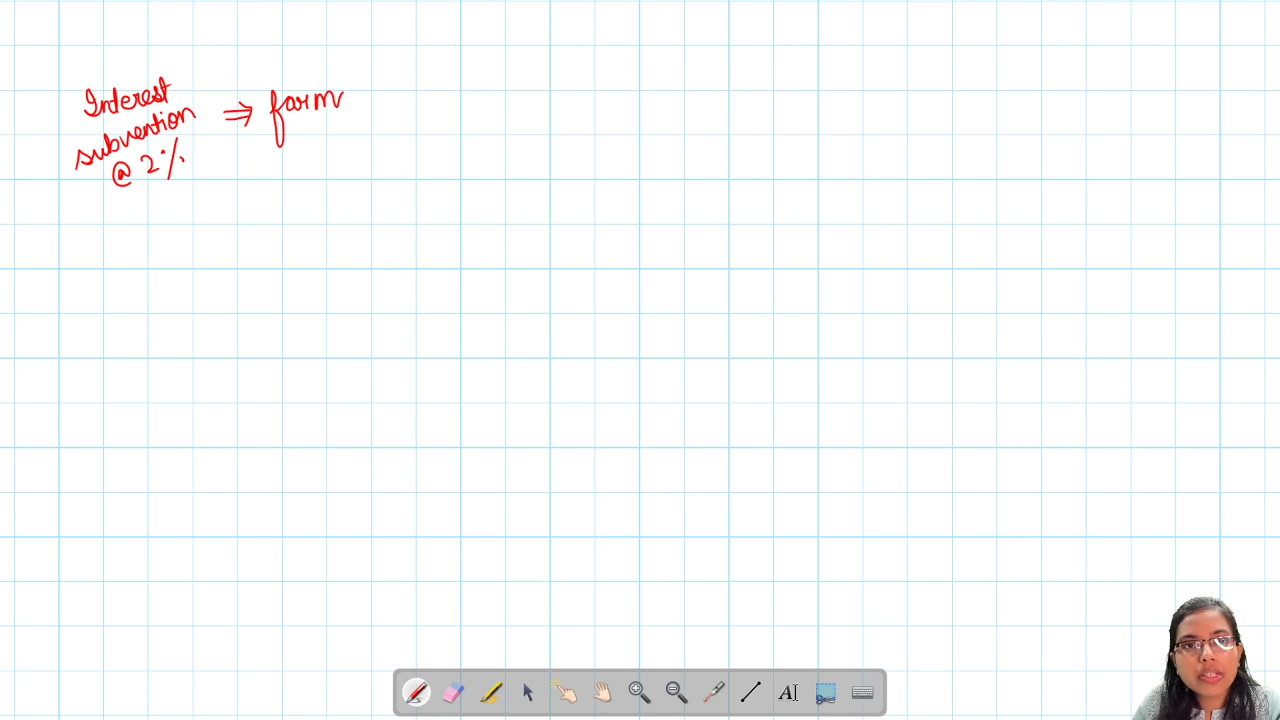 Interest
subvention ⇒ farm
@ 2%